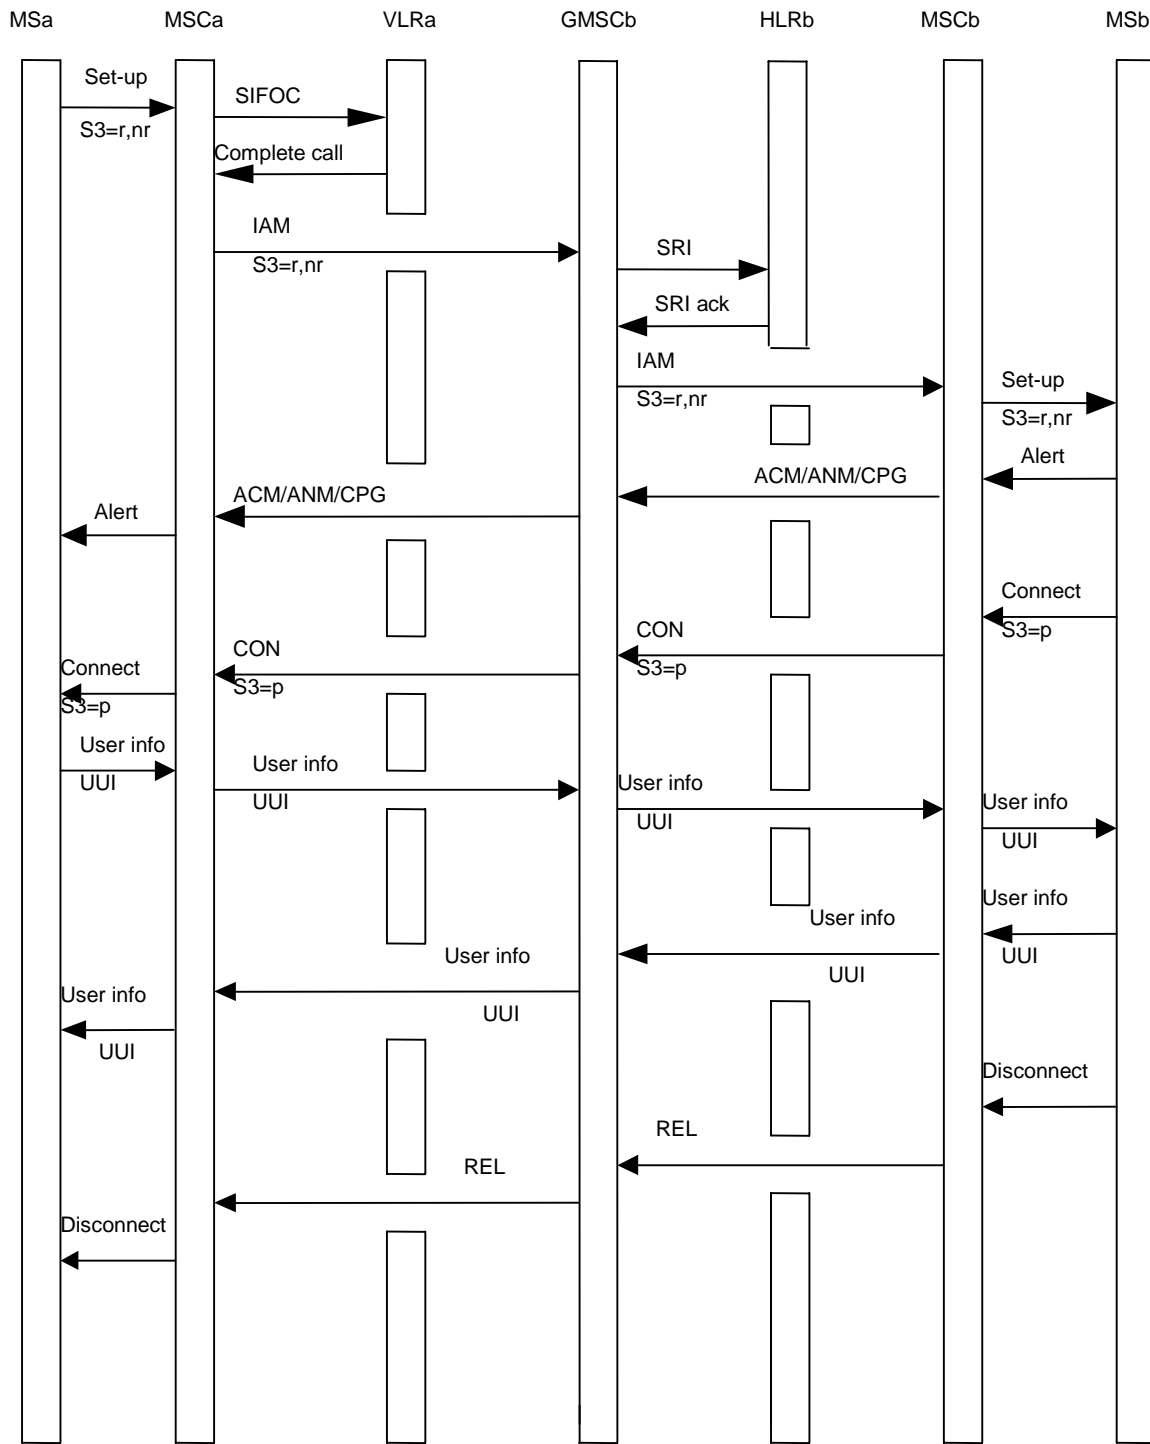 MSa MSCa VLRa GMSCb HLRb MSCb MSb
Set-up
SIFOC
S3=r,nr
Complete call
IAM
SRI
S3=r,nr
SRI ack
IAM
Set-up
S3=r,nr
S3=r,nr
Alert
ACM/ANM/CPG
ACM/ANM/CPG
Alert
Connect
CON
S3=p
CON
S3=p
Connect
S3=p
S3=p
User info
User info
UUI
User info
UUI
User info
UUI
UUI
User info
User info
User info
UUI
UUI
User info
UUI
UUI
Disconnect
REL
REL
Disconnect